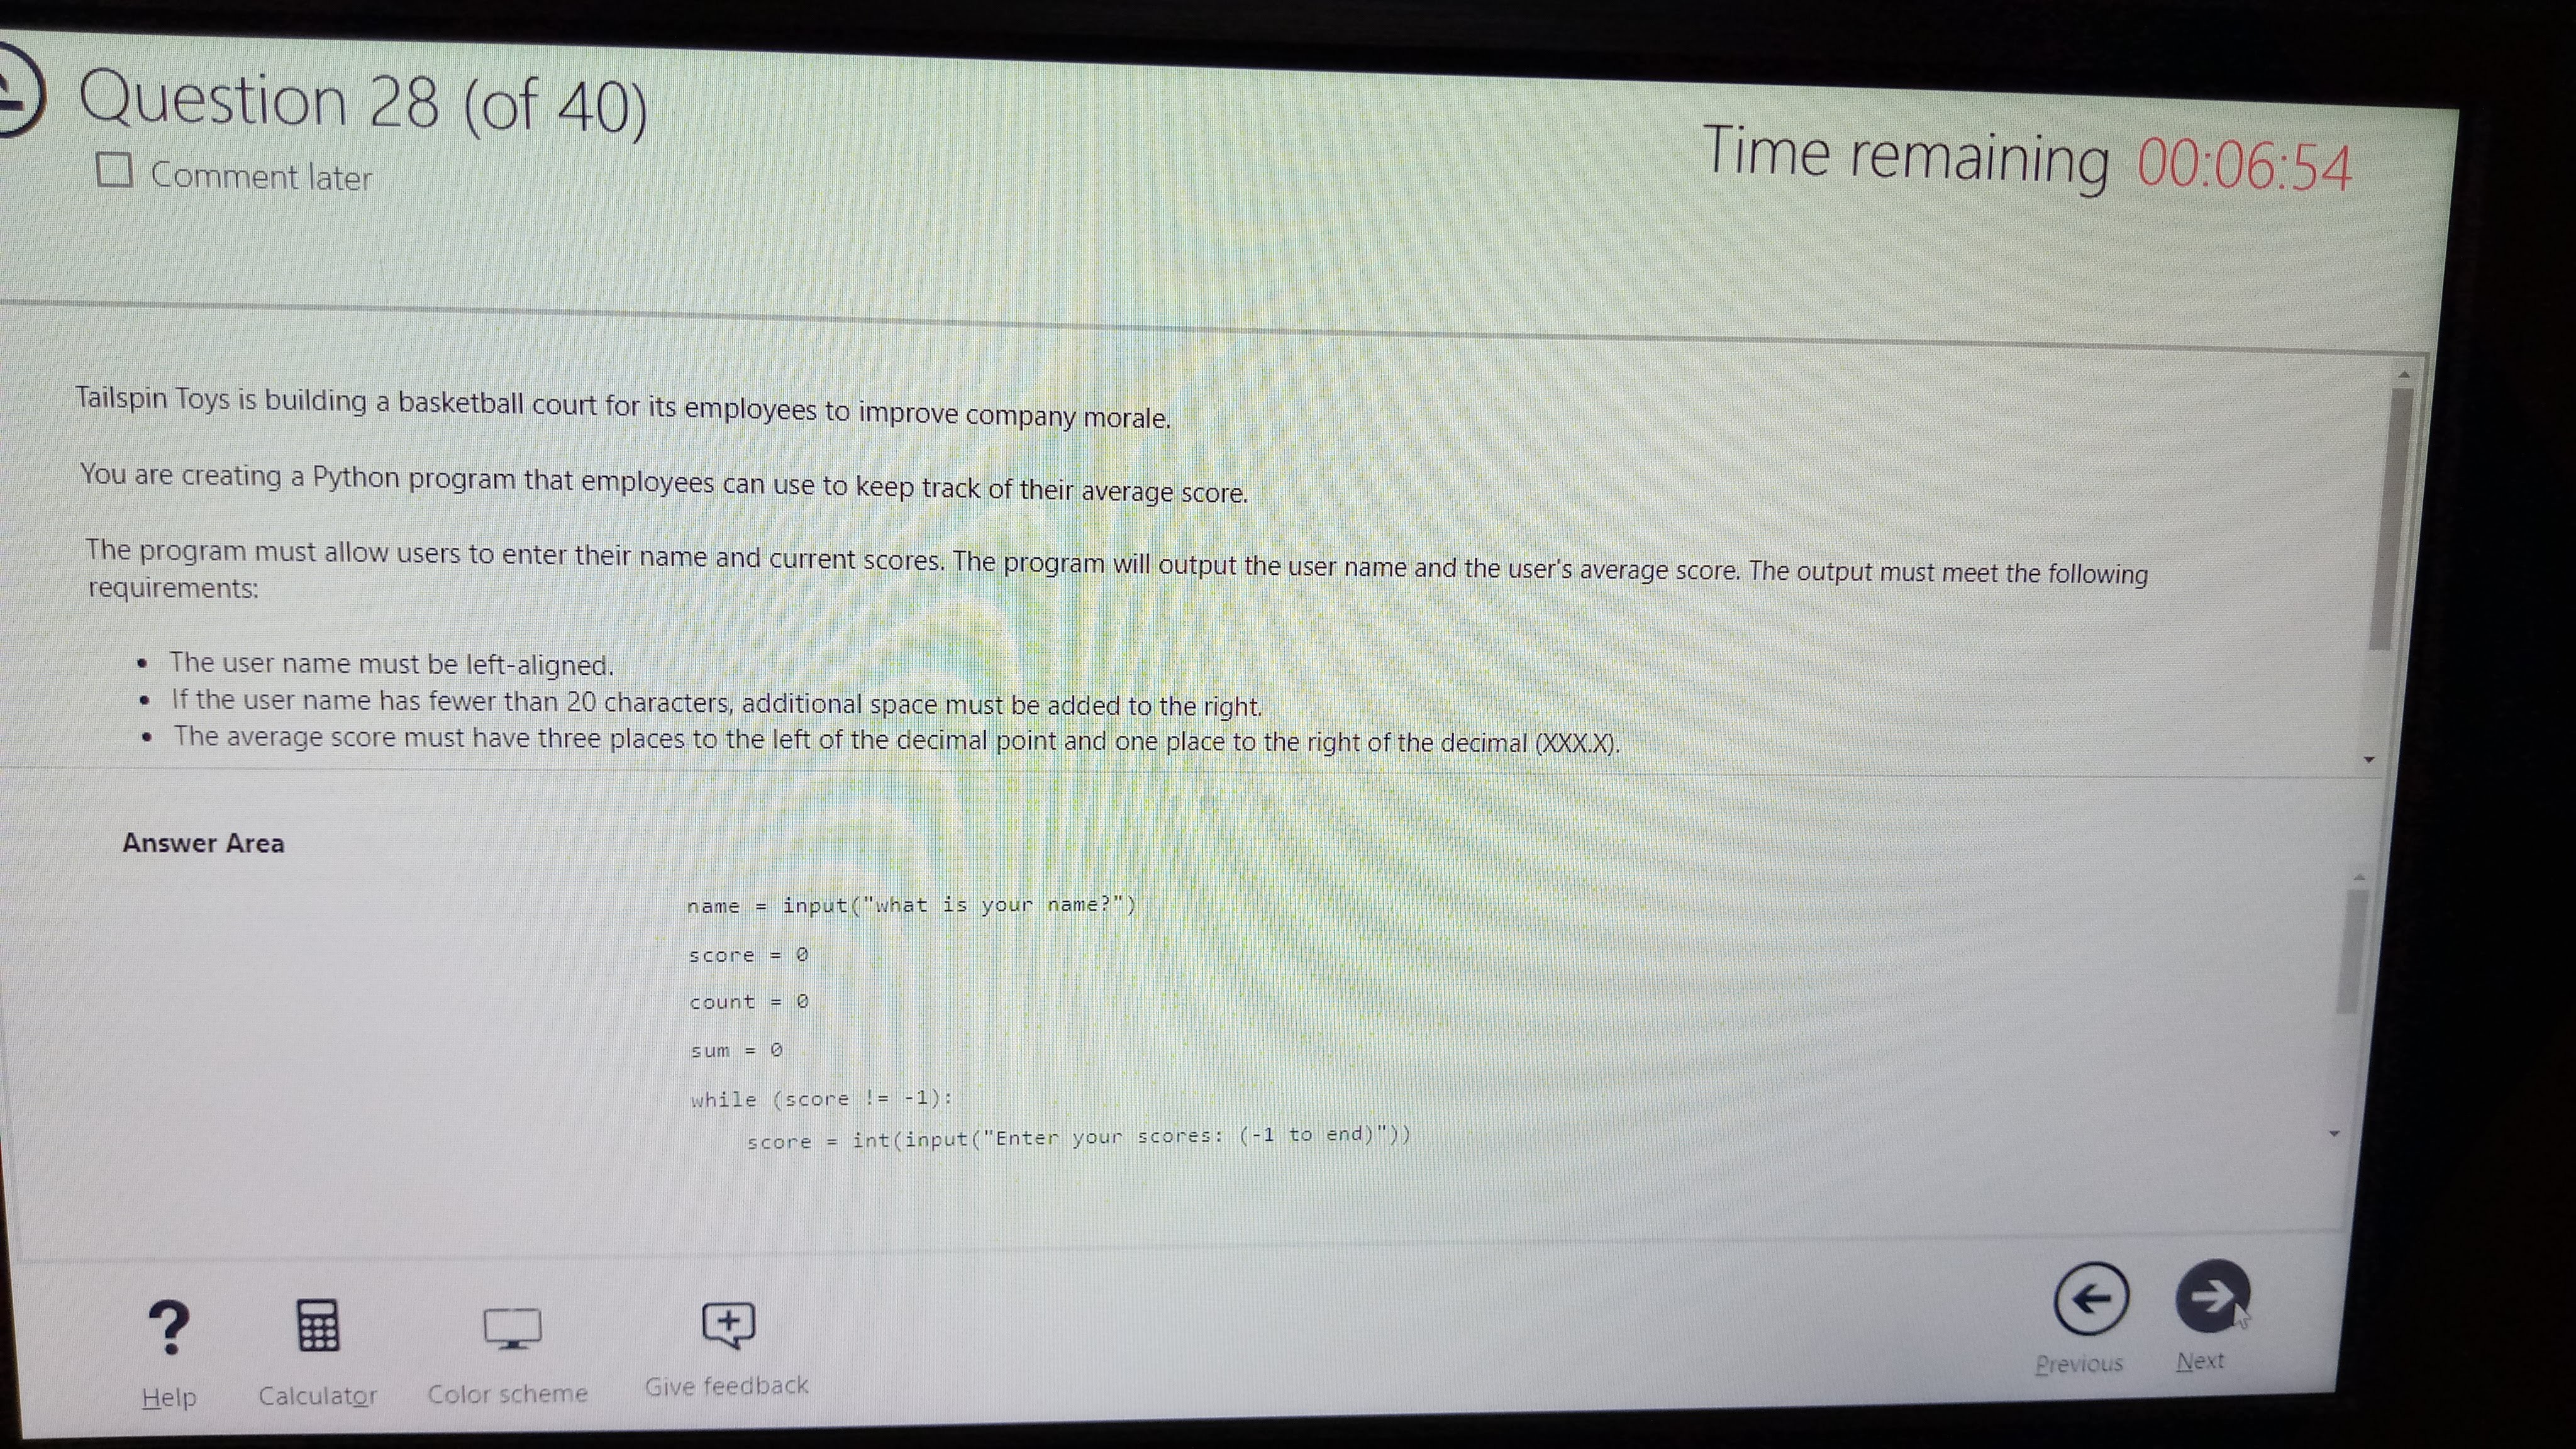 Question 28 (of 40)
Comment later
Time remaining 00:06:54
Tailspin Toys is building a basketball court for its employees to improve company morale.
You are creating a Python program that employees can use to keep track of their average score.
The program must allow users to enter their name and current scores. The program will output the user name and the user's average score. The output must meet the following
requirements:
• The user name must be left-aligned.
• If the user name has fewer than 20 characters, additional space must be added to the right.
• The average score must have three places to the left of the decimal point and one place to the right of the decimal (XXX.X).
Answer Area
name = input("what is your name?")
score = 0
count = 0
sum = 0
while (score != -1):
score = int(input("Enter your scores: (-1 to end)"))
Help
Calculator
Color scheme
Give feedback
Previous
Next